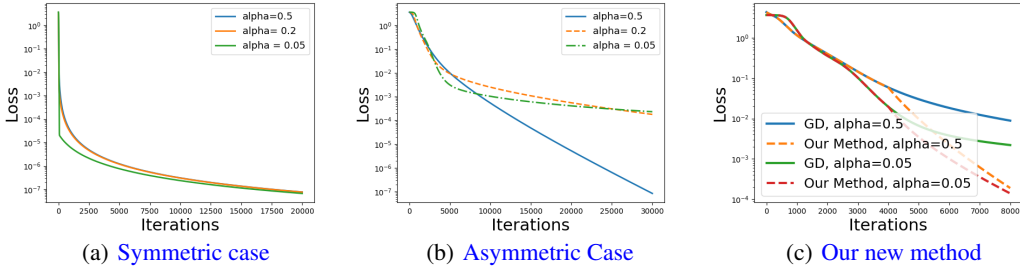 alpha=0.5
alpha= 0.2
alpha = 0.05
Loss
10^0
10^-1
10^-2
10^-3
10^-4
10^-5
10^-6
10^-7
0 2500 5000 7500 10000 12500 15000 17500 20000
Iterations
(a) Symmetric case
alpha=0.5
alpha= 0.2
alpha = 0.05
Loss
10^0
10^-1
10^-2
10^-3
10^-4
10^-5
10^-6
10^-7
0 5000 10000 15000 20000 25000 30000
Iterations
(b) Asymmetric Case
Loss
10^0
10^-1
10^-2
10^-3
10^-4
GD, alpha=0.5
Our Method, alpha=0.5
GD, alpha=0.05
Our Method, alpha=0.05
0 1000 2000 3000 4000 5000 6000 7000 8000
Iterations
(c) Our new method